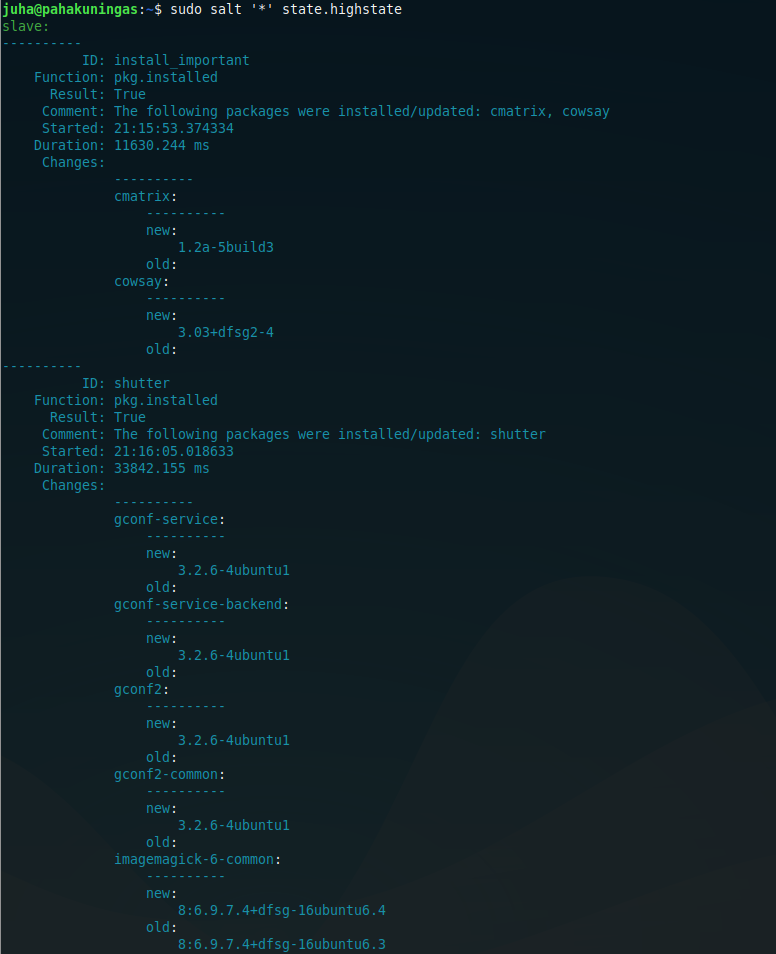 juha@pahakuningas:~$ sudo salt '*' state.highstate
slave:
----------
          ID: install_important
    Function: pkg.installed
      Result: True
     Comment: The following packages were installed/updated: cmatrix, cowsay
     Started: 21:15:53.374334
    Duration: 11630.244 ms
     Changes:
              ----------
              cmatrix:
                  ----------
                  new:
                      1.2a-5build3
                  old:
              cowsay:
                  ----------
                  new:
                      3.03+dfsg2-4
                  old:
----------
          ID: shutter
    Function: pkg.installed
      Result: True
     Comment: The following packages were installed/updated: shutter
     Started: 21:16:05.018633
    Duration: 33842.155 ms
     Changes:
              ----------
              gconf-service:
                  ----------
                  new:
                      3.2.6-4ubuntu1
                  old:
              gconf-service-backend:
                  ----------
                  new:
                      3.2.6-4ubuntu1
                  old:
              gconf2:
                  ----------
                  new:
                      3.2.6-4ubuntu1
                  old:
              gconf2-common:
                  ----------
                  new:
                      3.2.6-4ubuntu1
                  old:
              imagemagick-6-common:
                  ----------
                  new:
                      8:6.9.7.4+dfsg-16ubuntu6.4
                  old:
                      8:6.9.7.4+dfsg-16ubuntu6.3